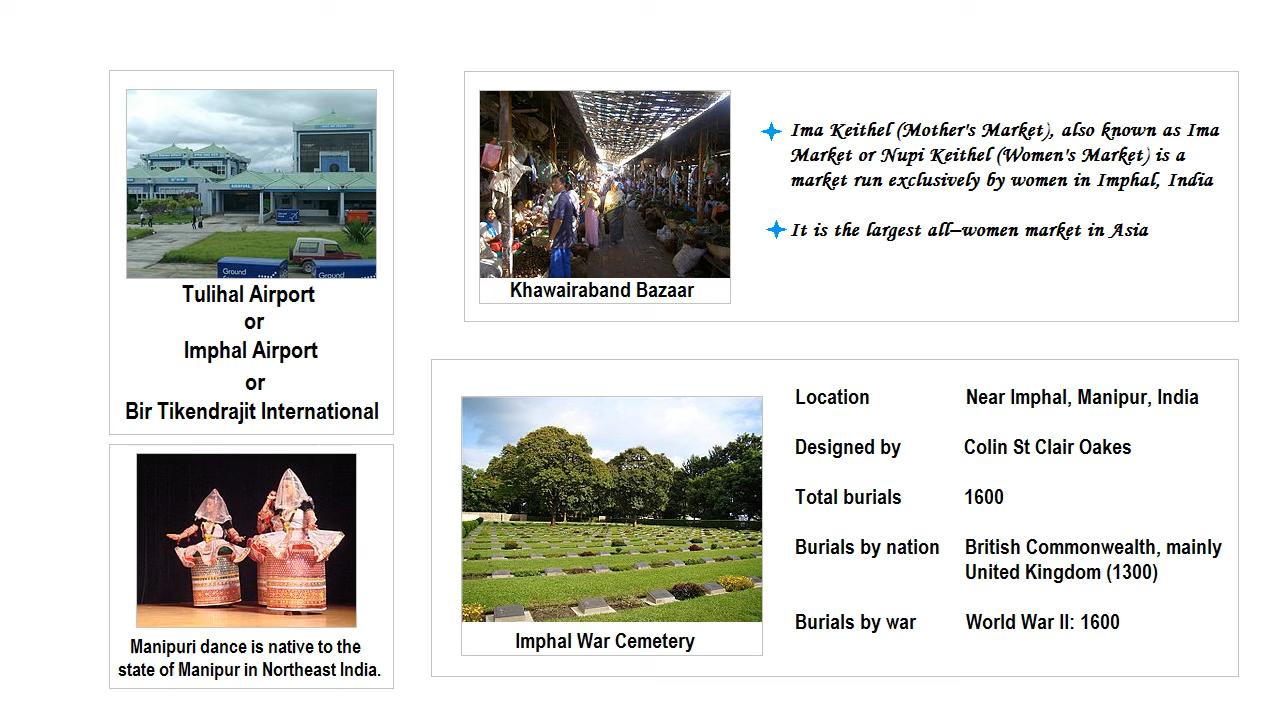 Ground
Ground
Tulihal Airport
or
Imphal Airport
or
Bir Tikendrajit International
Manipuri dance is native to the
state of Manipur in Northeast India.
Khawairaband Bazaar
Ima Keithel (Mother's Market), also known as Ima
Market or Nupi Keithel (Women's Market) is a
market run exclusively by women in Imphal, India
It is the largest all–women market in Asia
Imphal War Cemetery
Location Near Imphal, Manipur, India
Designed by Colin St Clair Oakes
Total burials 1600
Burials by nation British Commonwealth, mainly
United Kingdom (1300)
Burials by war World War II: 1600